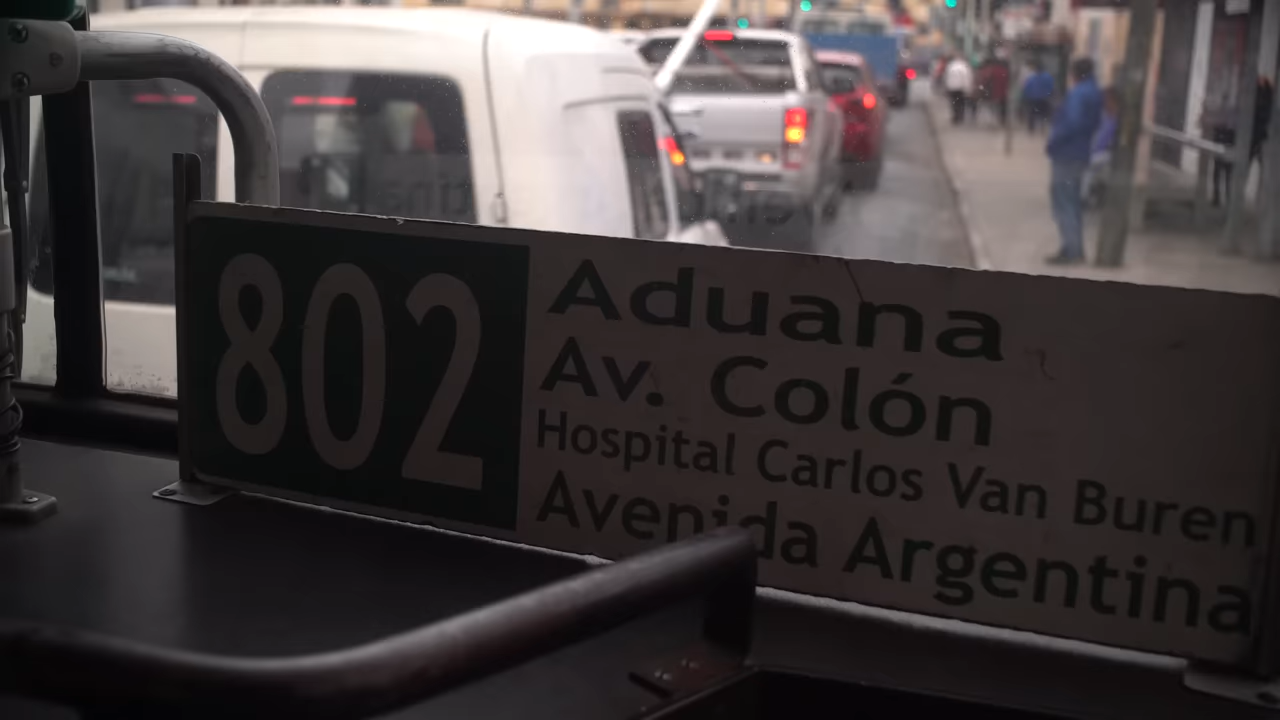 802
Aduana
Av. Colón
Hospital Carlos Van Buren
Avenida Argentina